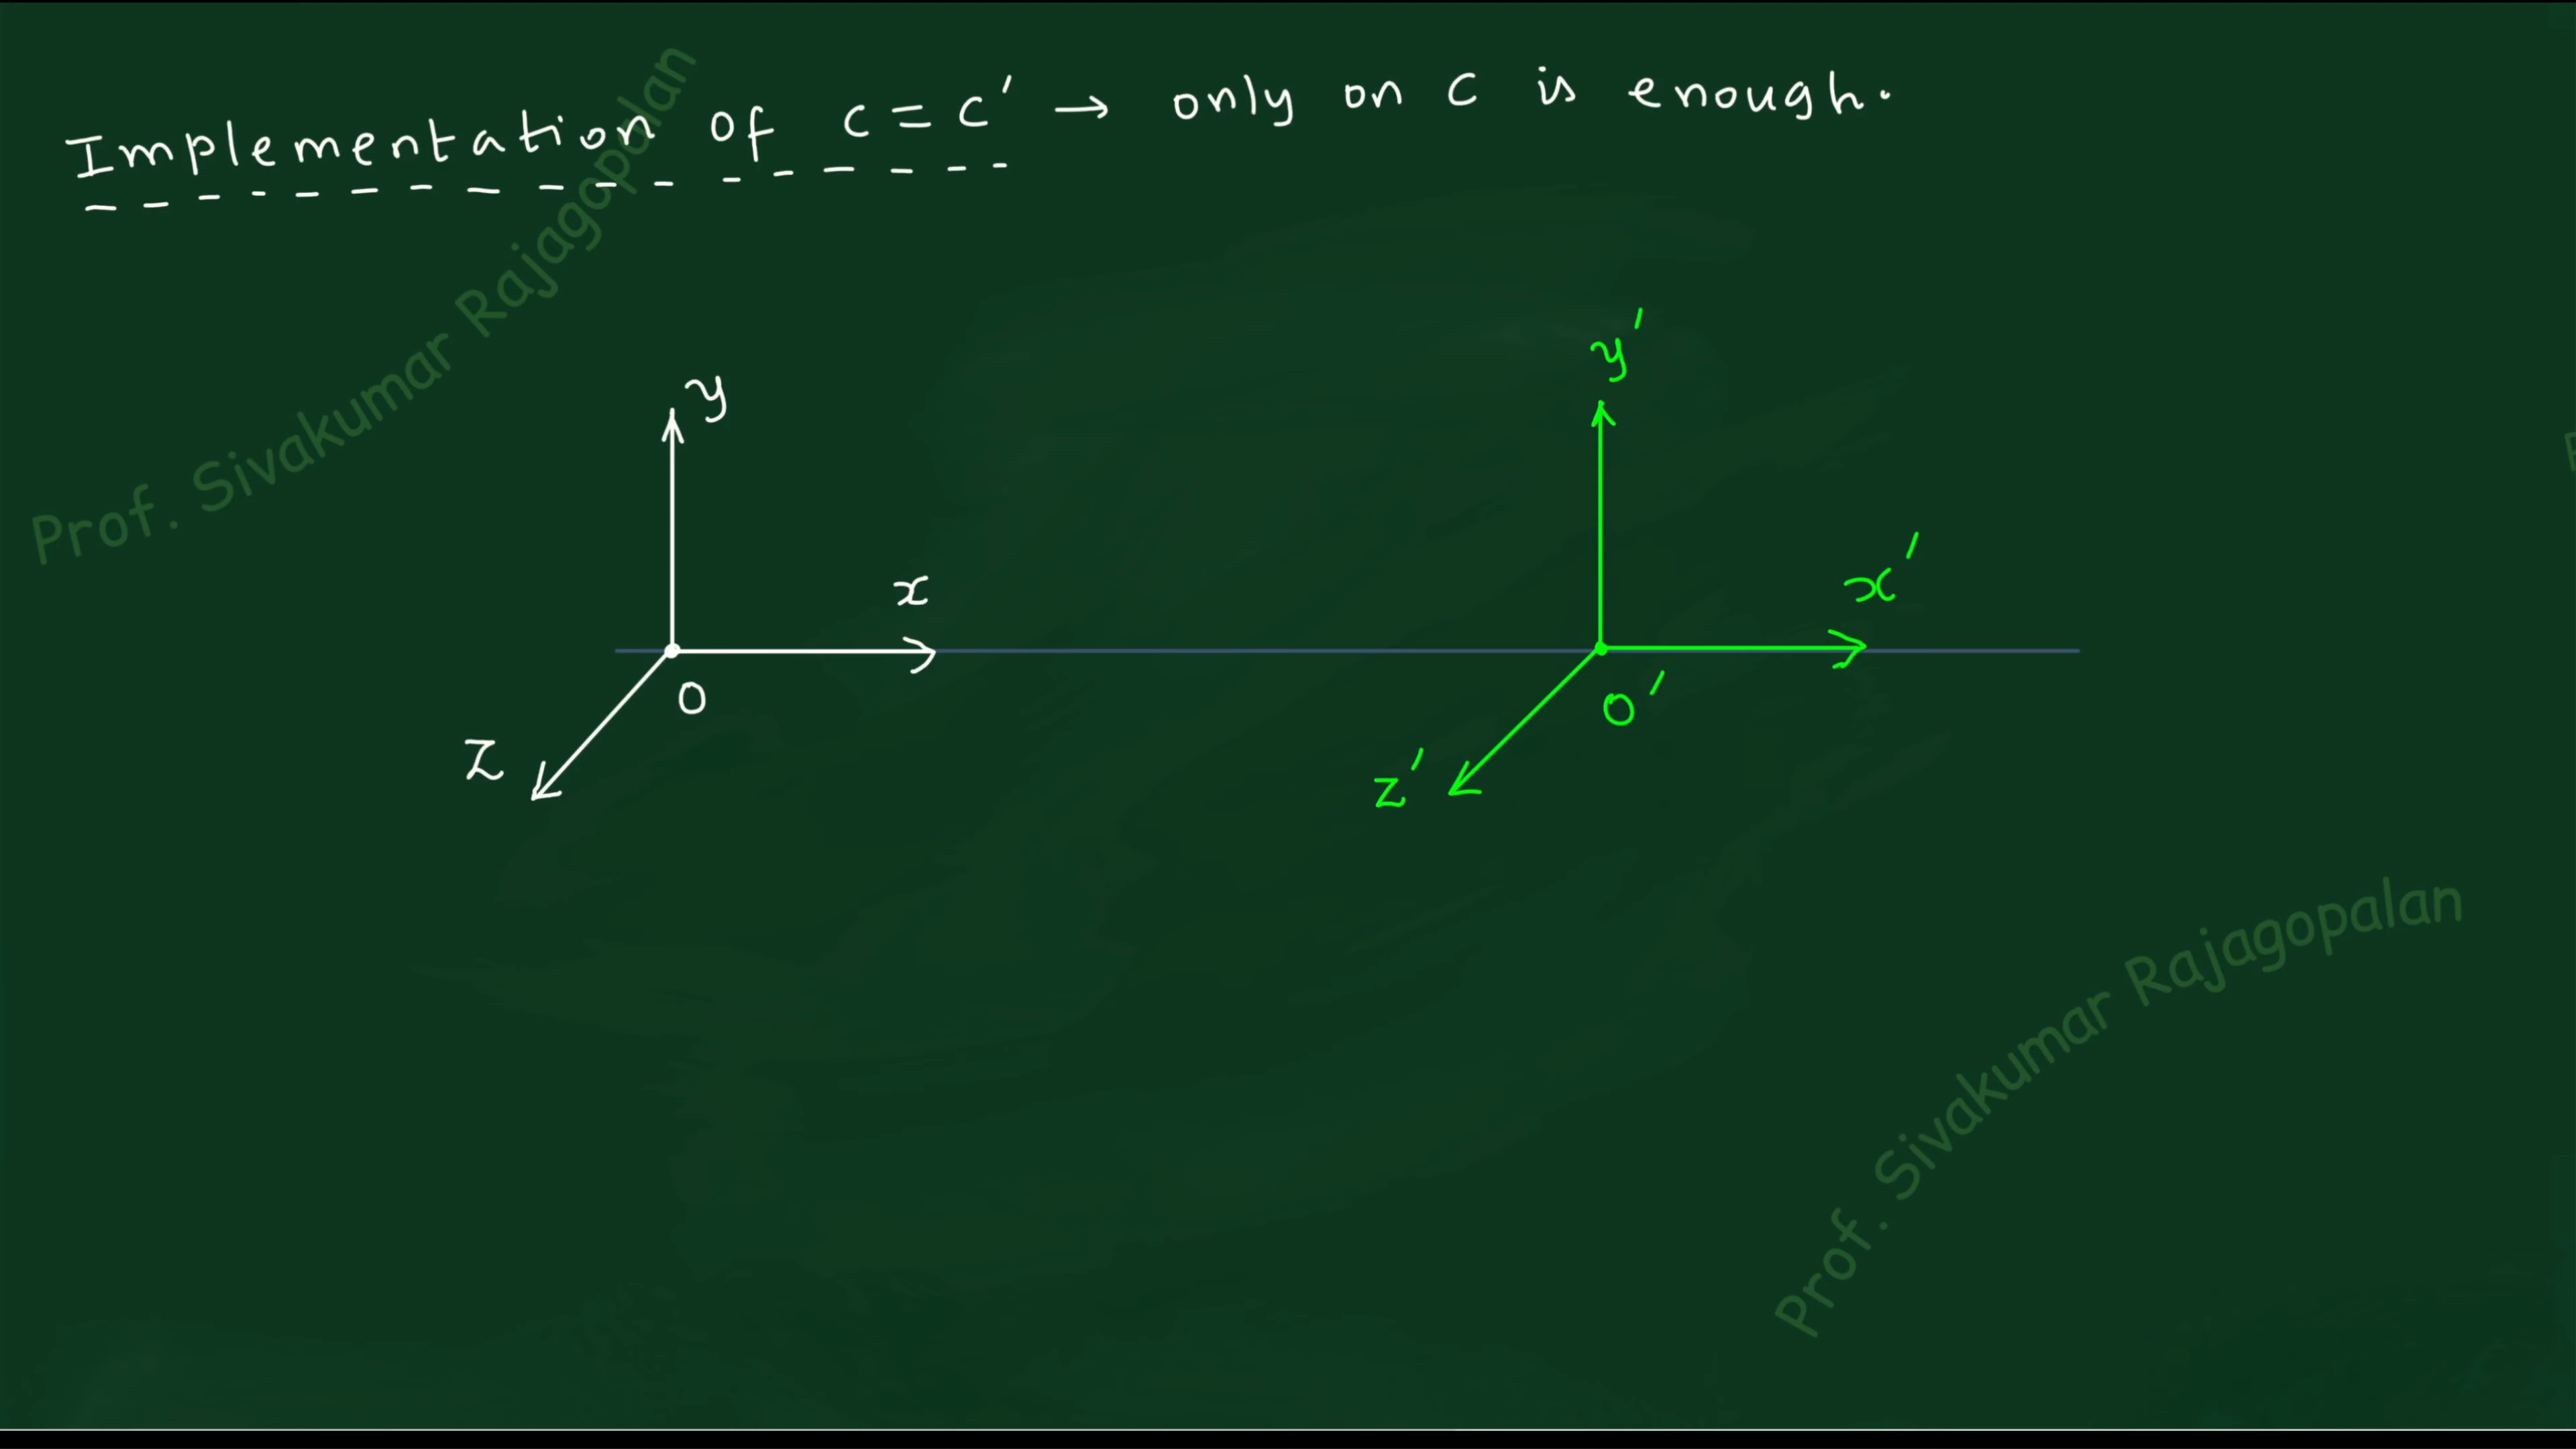 Implementation of c = c' → only on c is enough.
y
y'
x
x'
O
O'
z
z'
Prof. Sivakumar Rajagopalan
Prof. Sivakumar Rajagopalan